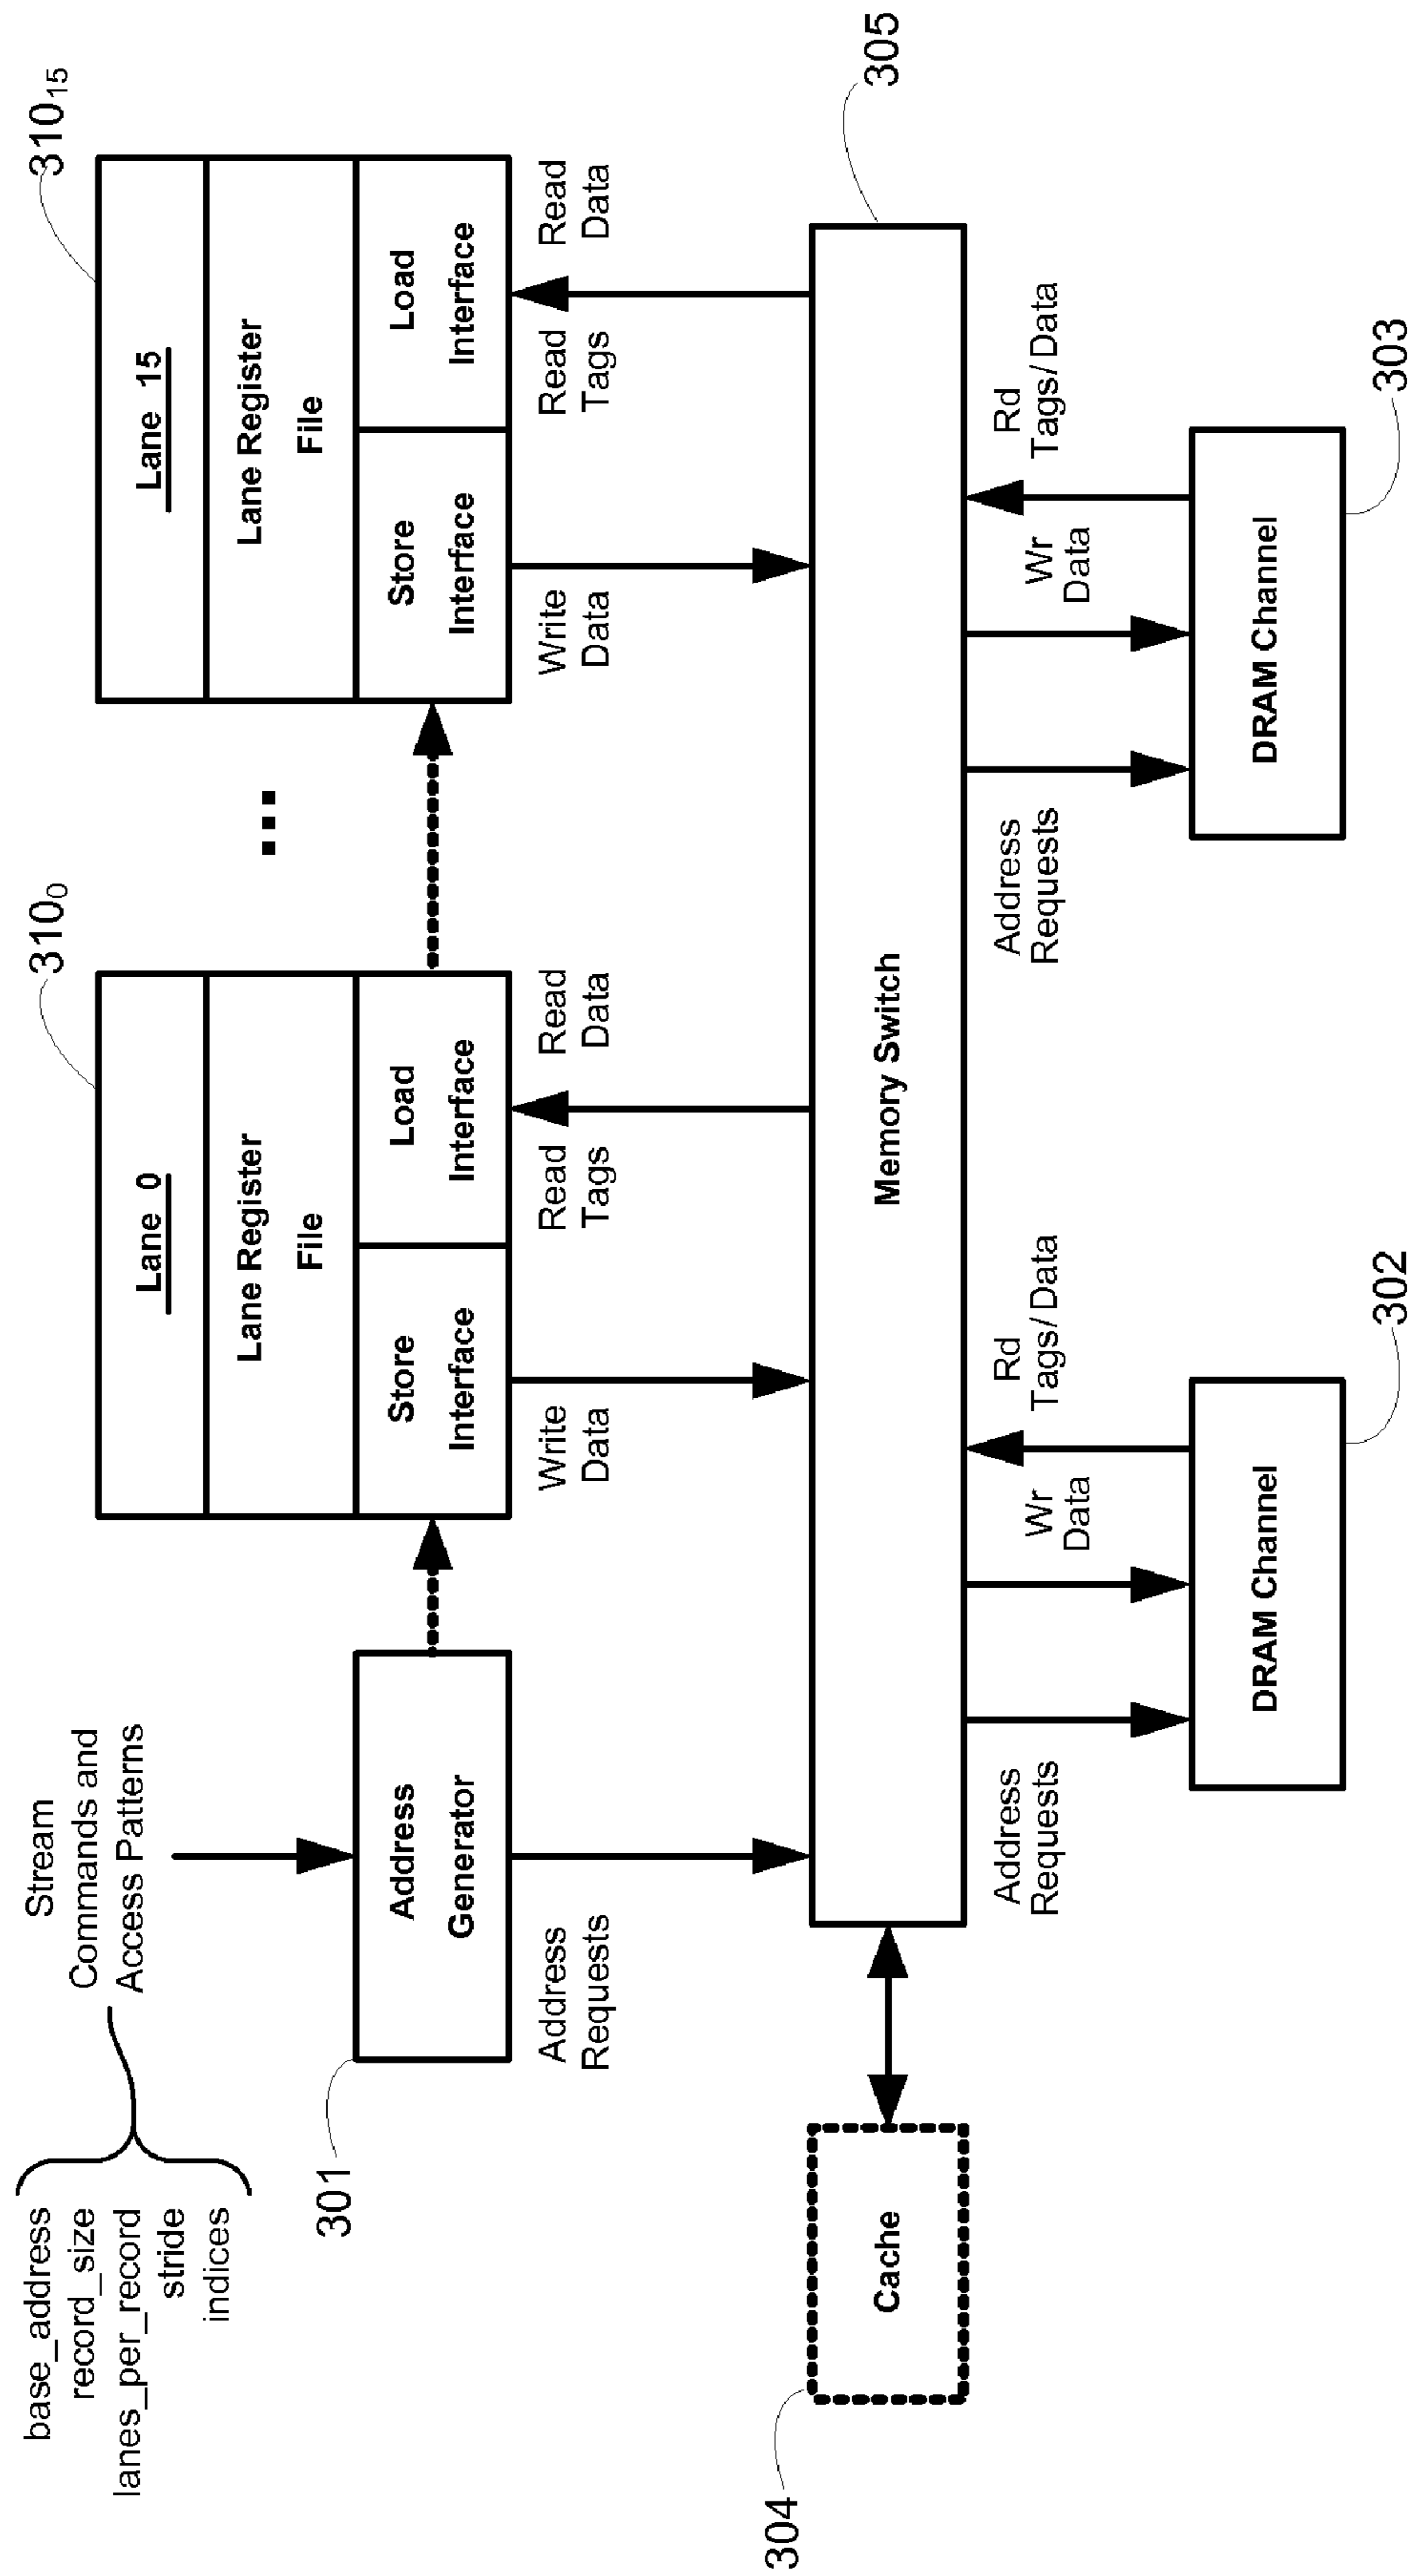 base_address
record_size
lanes_per_record
stride
indices
Stream
Commands and
Access Patterns
301
Address
Generator
Address
Requests
310₀
Lane 0
Lane Register
File
Store
Interface
Load
Interface
Write
Data
Read
Tags
Read
Data
...
310₁₅
Lane 15
Lane Register
File
Store
Interface
Load
Interface
Write
Data
Read
Tags
Read
Data
304
Cache
Memory Switch
305
Address
Requests
Wr
Data
Rd
Tags/Data
DRAM Channel
302
Address
Requests
Wr
Data
Rd
Tags/Data
DRAM Channel
303